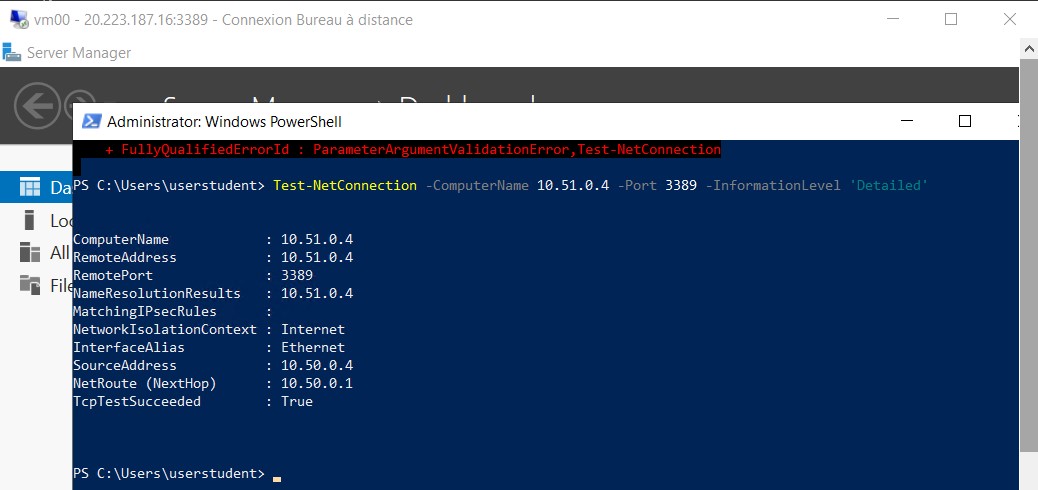 vm00 - 20.223.187.16:3389 - Connexion Bureau à distance
Server Manager
Administrator: Windows PowerShell
+ FullyQualifiedErrorId : ParameterArgumentValidationError,Test-NetConnection
PS C:\Users\userstudent> Test-NetConnection -ComputerName 10.51.0.4 -Port 3389 -InformationLevel 'Detailed'
ComputerName : 10.51.0.4
RemoteAddress : 10.51.0.4
RemotePort : 3389
NameResolutionResults : 10.51.0.4
MatchingIPsecRules :
NetworkIsolationContext : Internet
InterfaceAlias : Ethernet
SourceAddress : 10.50.0.4
NetRoute (NextHop) : 10.50.0.1
TcpTestSucceeded : True
PS C:\Users\userstudent>
Da
Loc
All
File